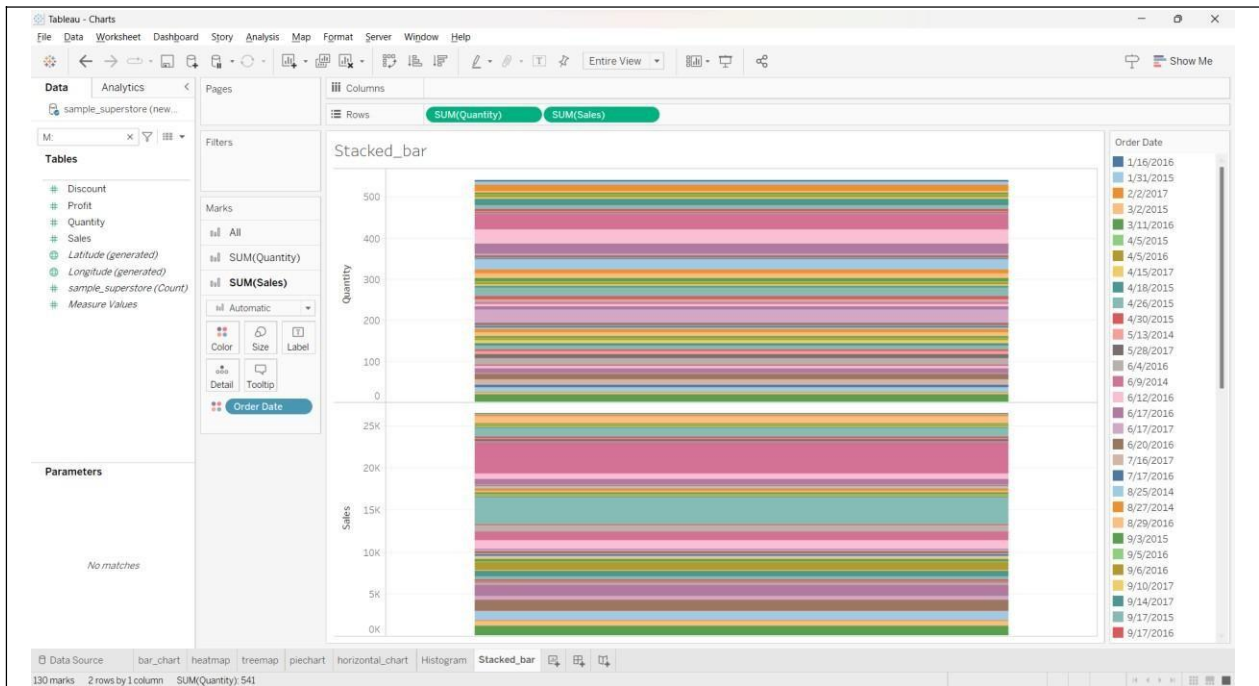 Tableau - Charts
File Data Worksheet Dashboard Story Analysis Map Format Server Window Help
Entire View
Show Me
Data Analytics
sample_superstore (new...
M:
Tables
Discount
Profit
Quantity
Sales
Latitude (generated)
Longitude (generated)
sample_superstore (Count)
Measure Values
Parameters
No matches
Pages
Filters
Marks
All
SUM(Quantity)
SUM(Sales)
Automatic
Color Size Label
Detail Tooltip
Order Date
Columns
Rows SUM(Quantity) SUM(Sales)
Stacked_bar
Quantity
500
400
300
200
100
0
Sales
25K
20K
15K
10K
5K
0K
Order Date
1/16/2016
1/31/2015
2/2/2017
3/2/2015
3/11/2016
4/5/2015
4/5/2016
4/15/2017
4/18/2015
4/26/2015
4/30/2015
5/13/2014
5/28/2017
6/4/2016
6/9/2014
6/12/2016
6/17/2016
6/17/2017
6/20/2016
7/16/2017
7/17/2016
8/25/2014
8/27/2014
8/29/2016
9/3/2015
9/5/2016
9/6/2016
9/10/2017
9/14/2017
9/17/2015
9/17/2016
Data Source bar_chart heatmap treemap piechart horizontal_chart Histogram Stacked_bar
130 marks 2 rows by 1 column SUM(Quantity): 541